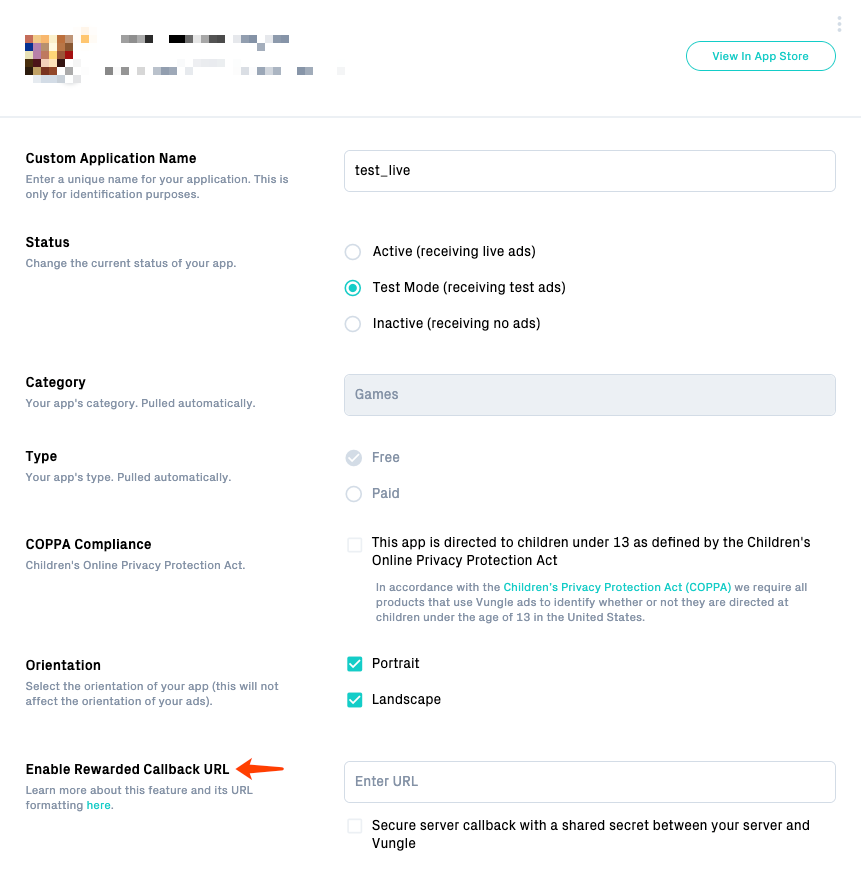 View In App Store
Custom Application Name
Enter a unique name for your application. This is
only for identification purposes.
test_live
Status
Change the current status of your app.
Active (receiving live ads)
Test Mode (receiving test ads)
Inactive (receiving no ads)
Category
Your app's category. Pulled automatically.
Games
Type
Your app's type. Pulled automatically.
Free
Paid
COPPA Compliance
Children's Online Privacy Protection Act.
This app is directed to children under 13 as defined by the Children's
Online Privacy Protection Act
In accordance with the Children's Privacy Protection Act (COPPA) we require all
products that use Vungle ads to identify whether or not they are directed at
children under the age of 13 in the United States.
Orientation
Select the orientation of your app (this will not
affect the orientation of your ads).
Portrait
Landscape
Enable Rewarded Callback URL
Learn more about this feature and its URL
formatting here.
Enter URL
Secure server callback with a shared secret between your server and
Vungle